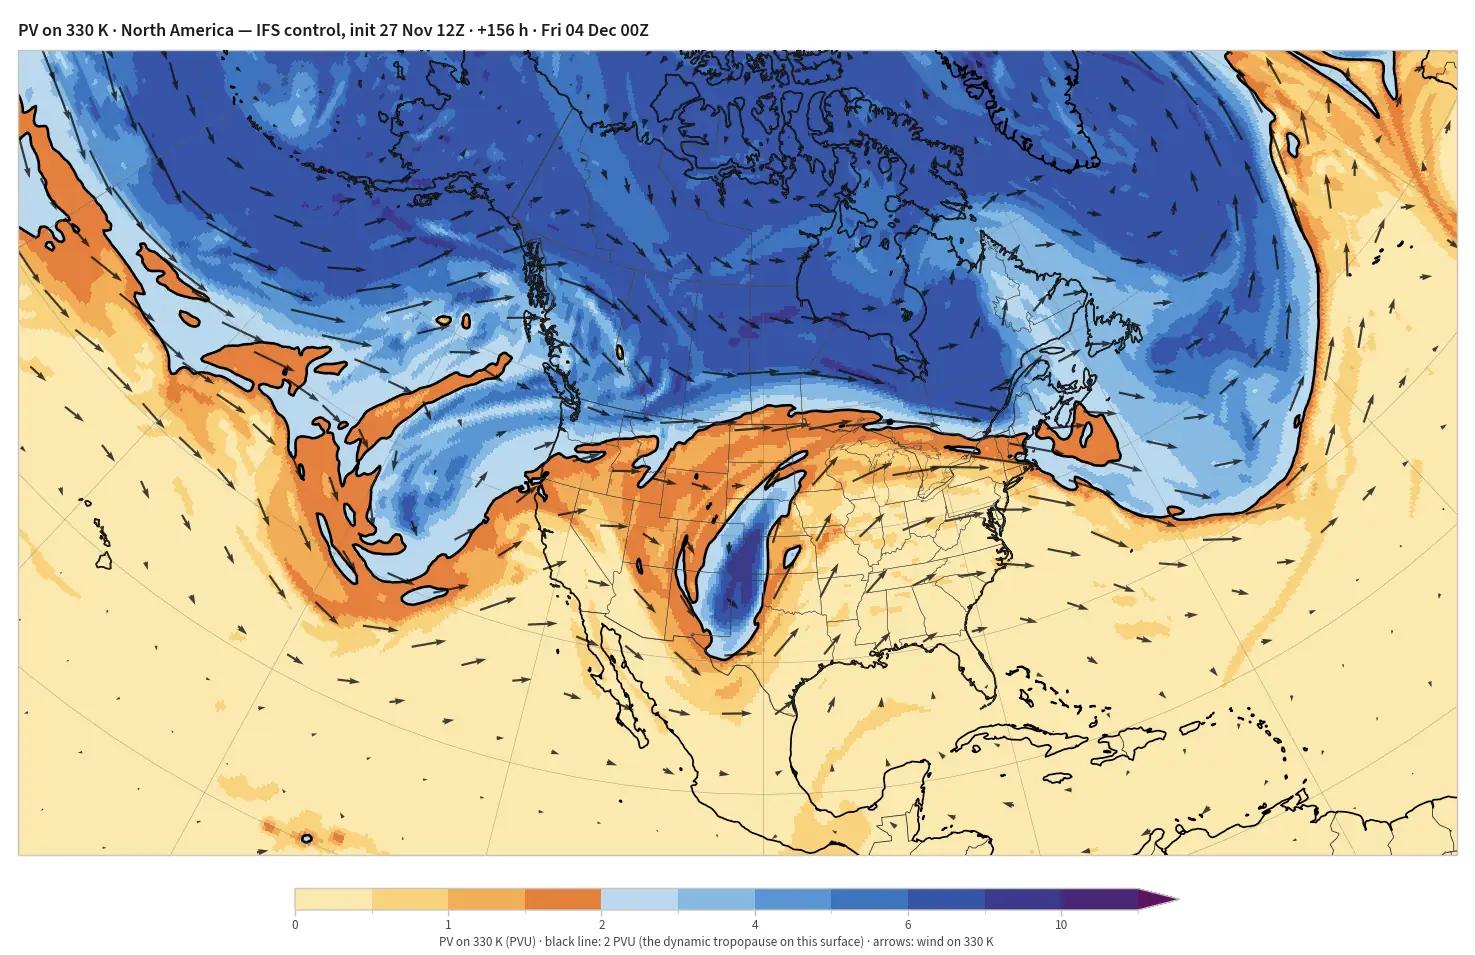 PV on 330 K · North America — IFS control, init 27 Nov 12Z · +156 h · Fri 04 Dec 00Z
0 1 2 4 6 10
PV on 330 K (PVU) · black line: 2 PVU (the dynamic tropopause on this surface) · arrows: wind on 330 K